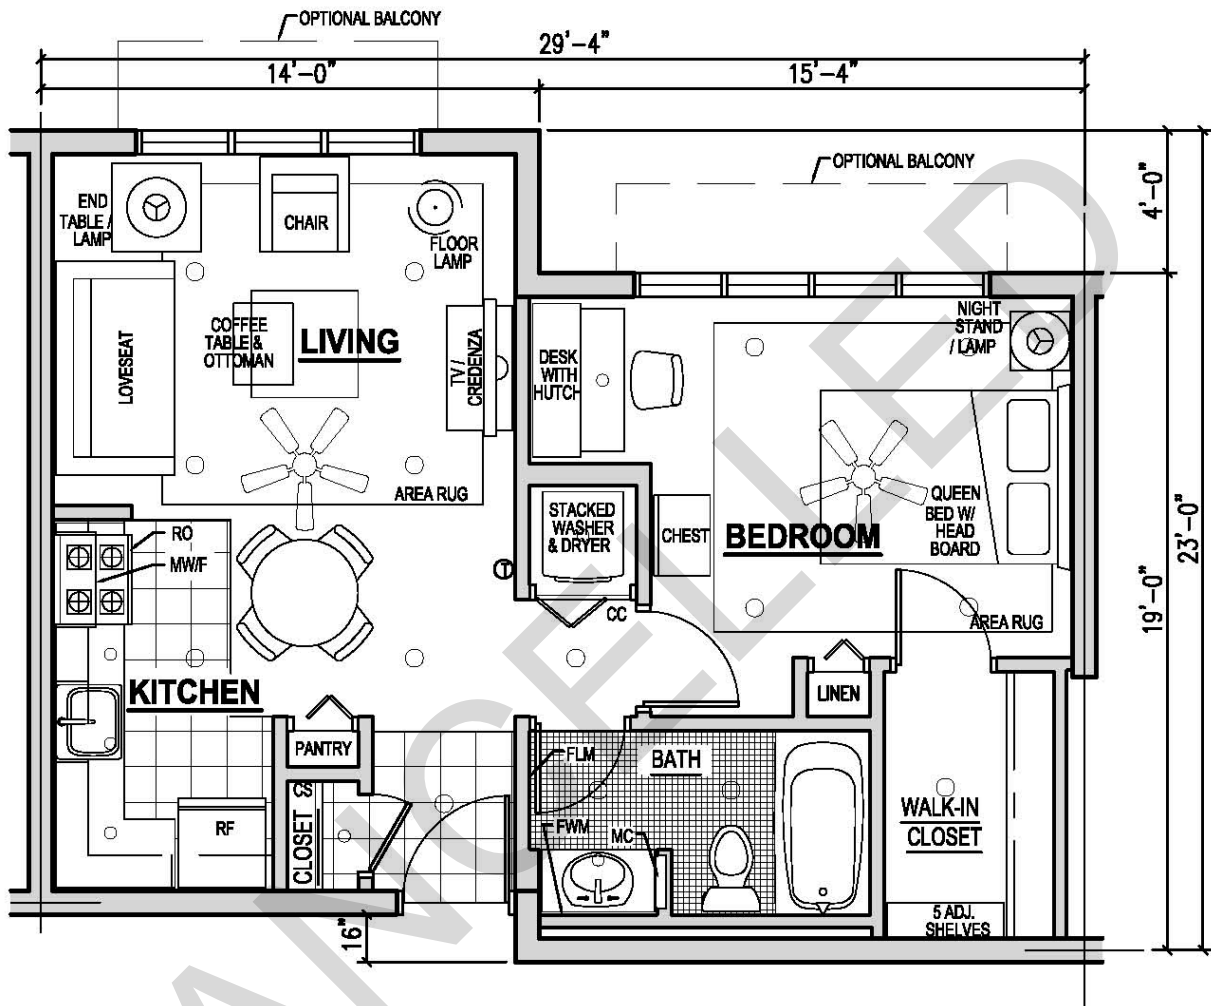 OPTIONAL BALCONY
29'-4"
14'-0"
15'-4"
OPTIONAL BALCONY
4'-0"
END
TABLE /
LAMP
CHAIR
FLOOR
LAMP
NIGHT
STAND
/ LAMP
COFFEE
TABLE &
OTTOMAN
LIVING
LOVESEAT
TV /
CREDENZA
DESK
WITH
HUTCH
AREA RUG
QUEEN
BED W/
HEAD
BOARD
STACKED
WASHER
& DRYER
CHEST
BEDROOM
23'-0"
RO
MW/F
T
CC
19'-0"
AREA RUG
KITCHEN
LINEN
PANTRY
FLM
BATH
CS
CLOSET
RF
FWM
MC
WALK-IN
CLOSET
5 ADJ.
SHELVES
16"
CANCELLED